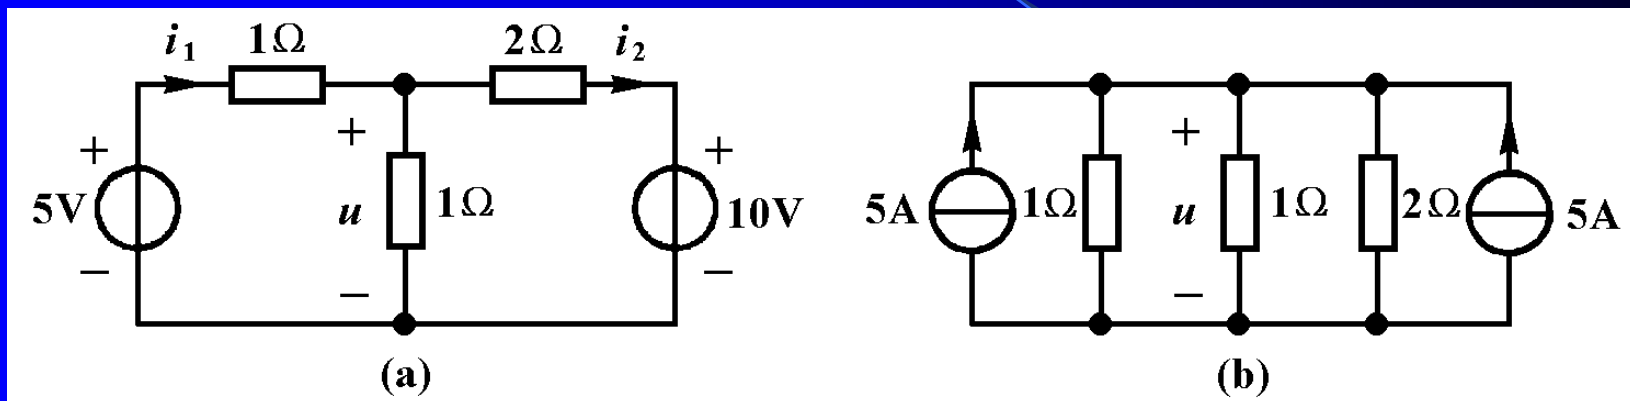 i₁ 1Ω 2Ω i₂
+ + +
5V u 1Ω 10V
− − −
(a)
+
5A 1Ω u 1Ω 2Ω 5A
−
(b)